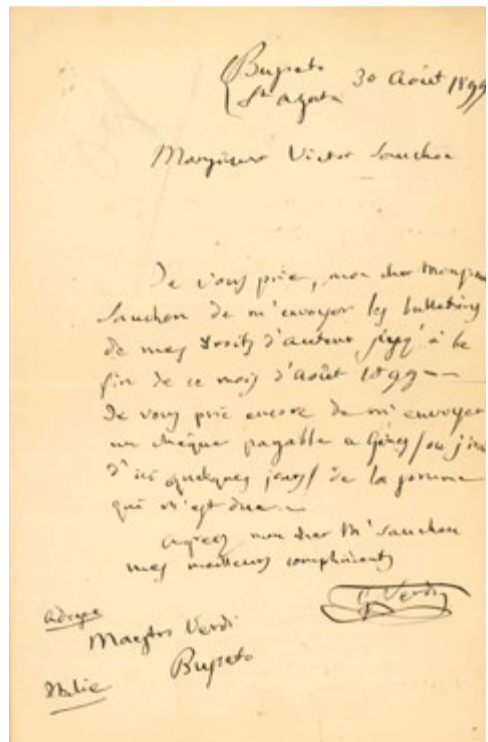 Busseto
St Agata
30 Août 1899
Monsieur Victor Souchon
Je vous prie, mon cher Monsieur
Souchon de m'envoyer les bulletins
de mes Droits d'auteur jusq' à la
fin de ce mois d'Août 1899 —
Je vous prie encore de m'envoyer
un chèque payable a Gênes / ou j'irai
d'ici quelques jours / de la somme
qui m'est due. —
Agréez mon cher Mr Souchon
mes meilleurs compliments
G Verdi
adresse
Maestro Verdi
Busseto
Italie